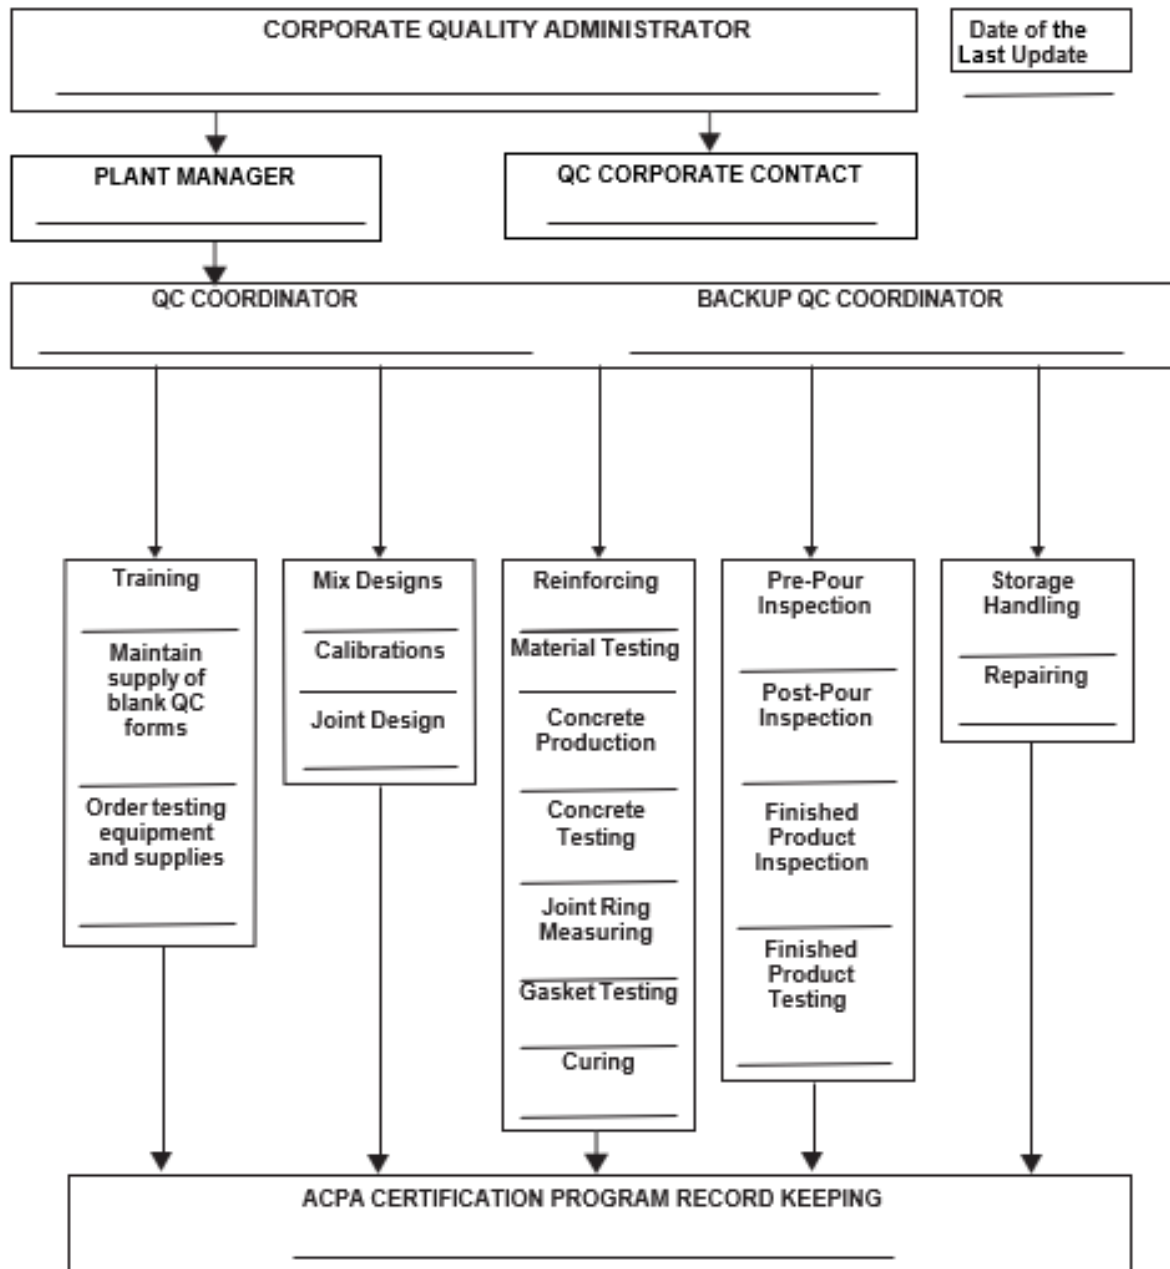 CORPORATE QUALITY ADMINISTRATOR
Date of the
Last Update
PLANT MANAGER
QC CORPORATE CONTACT
QC COORDINATOR
BACKUP QC COORDINATOR
Training
Maintain
supply of
blank QC
forms
Order testing
equipment
and supplies
Mix Designs
Calibrations
Joint Design
Reinforcing
Material Testing
Concrete
Production
Concrete
Testing
Joint Ring
Measuring
Gasket Testing
Curing
Pre-Pour
Inspection
Post-Pour
Inspection
Finished
Product
Inspection
Finished
Product
Testing
Storage
Handling
Repairing
ACPA CERTIFICATION PROGRAM RECORD KEEPING